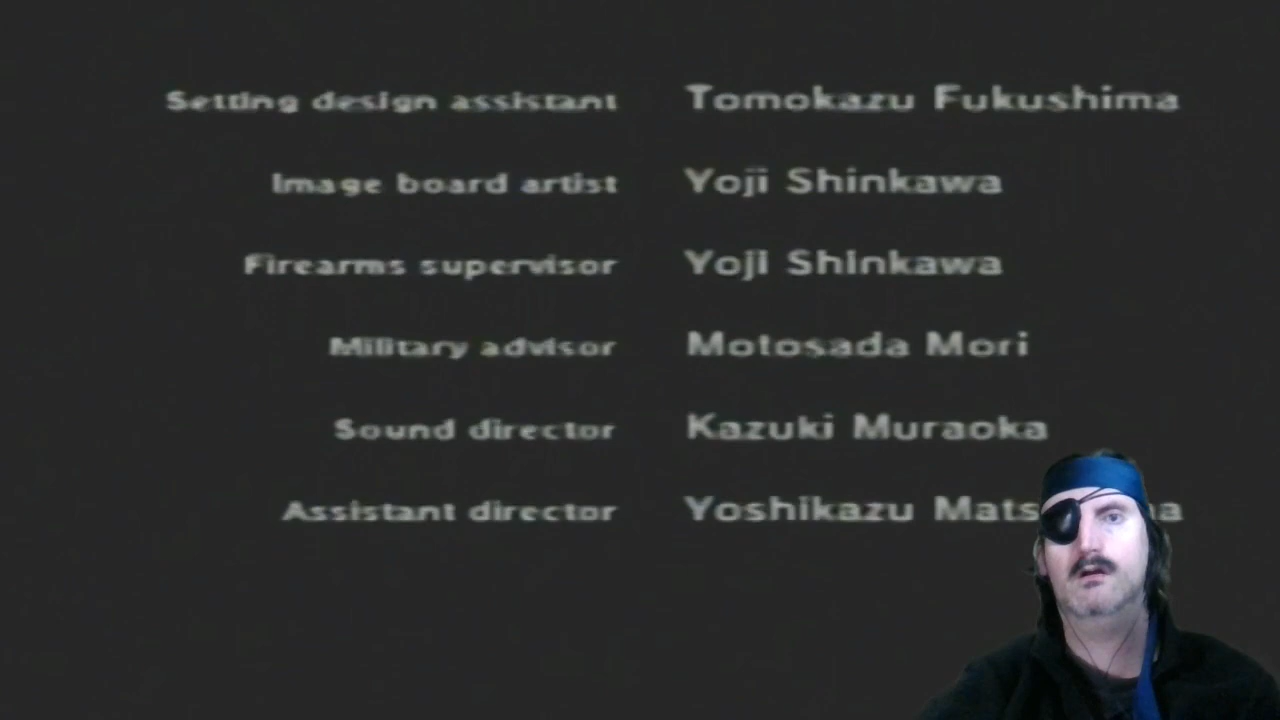 Setting design assistant Tomokazu Fukushima
Image board artist Yoji Shinkawa
Firearms supervisor Yoji Shinkawa
Military advisor Motosada Mori
Sound director Kazuki Muraoka
Assistant director Yoshikazu